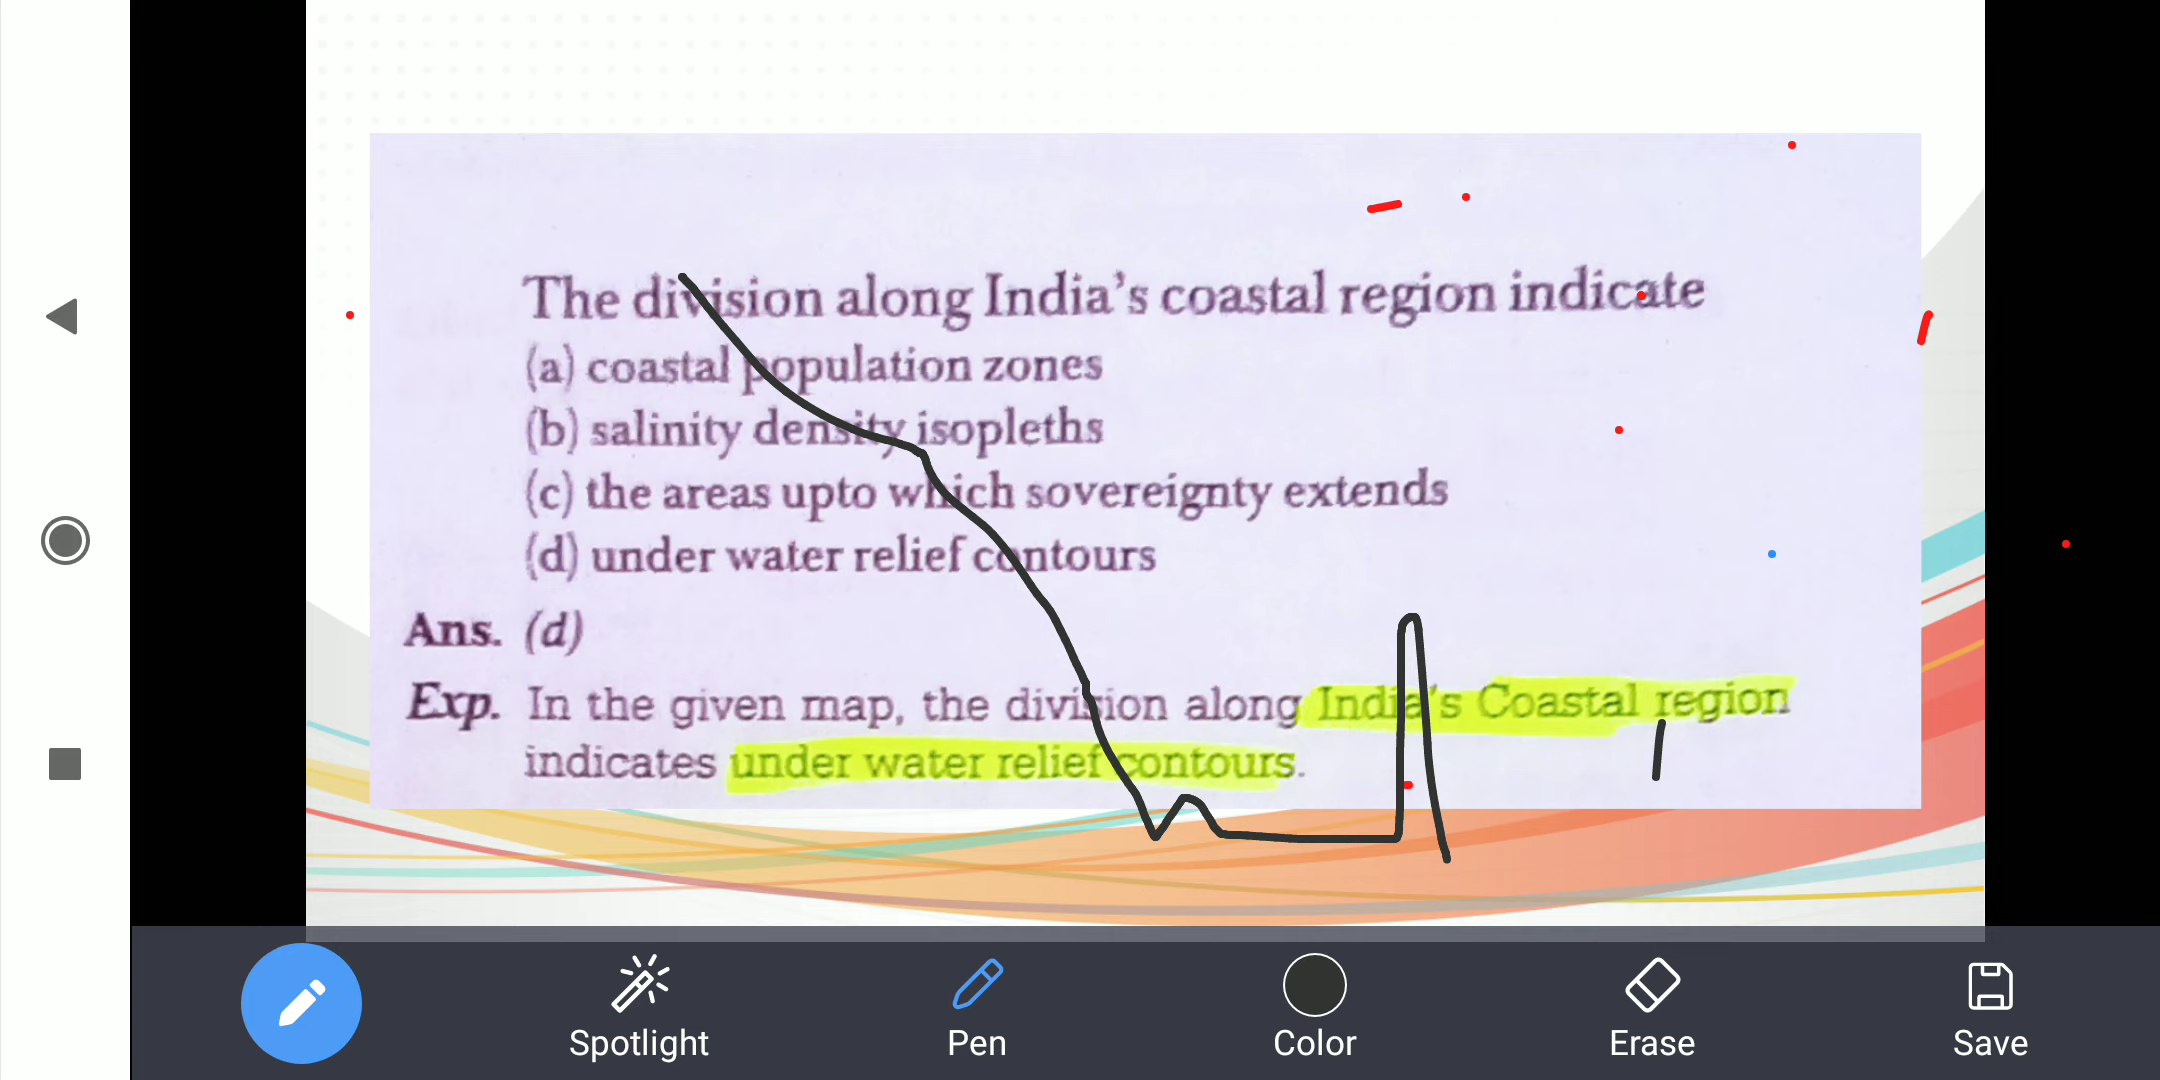 The division along India's coastal region indicate
(a) coastal population zones
(b) salinity density isopleths
(c) the areas upto which sovereignty extends
(d) under water relief contours
Ans. (d)
Exp. In the given map, the division along India's Coastal region
indicates under water relief contours.
Spotlight Pen Color Erase Save